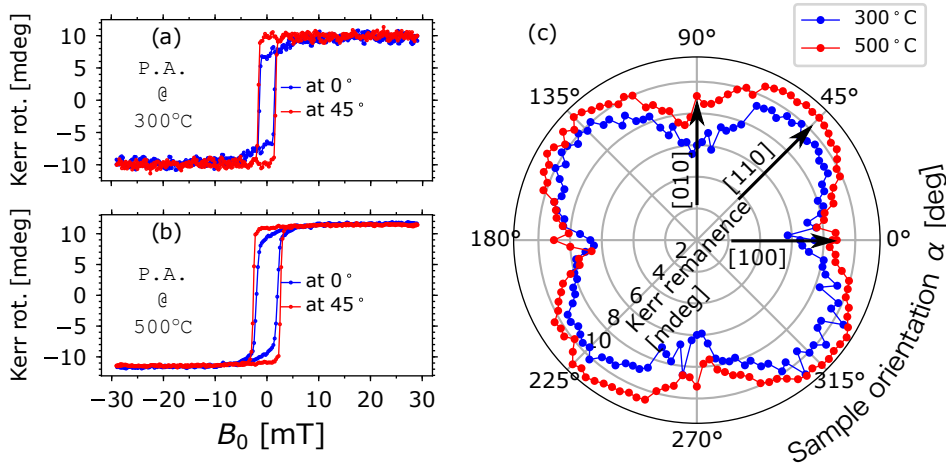 (a)
P.A.
@
300°C
at 0°
at 45°
Kerr rot. [mdeg]
10
5
0
−5
−10
(b)
P.A.
@
500°C
at 0°
at 45°
Kerr rot. [mdeg]
10
5
0
−5
−10
−30 −20 −10 0 10 20 30
B₀ [mT]
(c)
300°C
500°C
90°
135° 45°
180° 0°
225° 315°
270°
[010]
[110]
[100]
2
4
6
8
10
Kerr remanence
[mdeg]
Sample orientation α [deg]